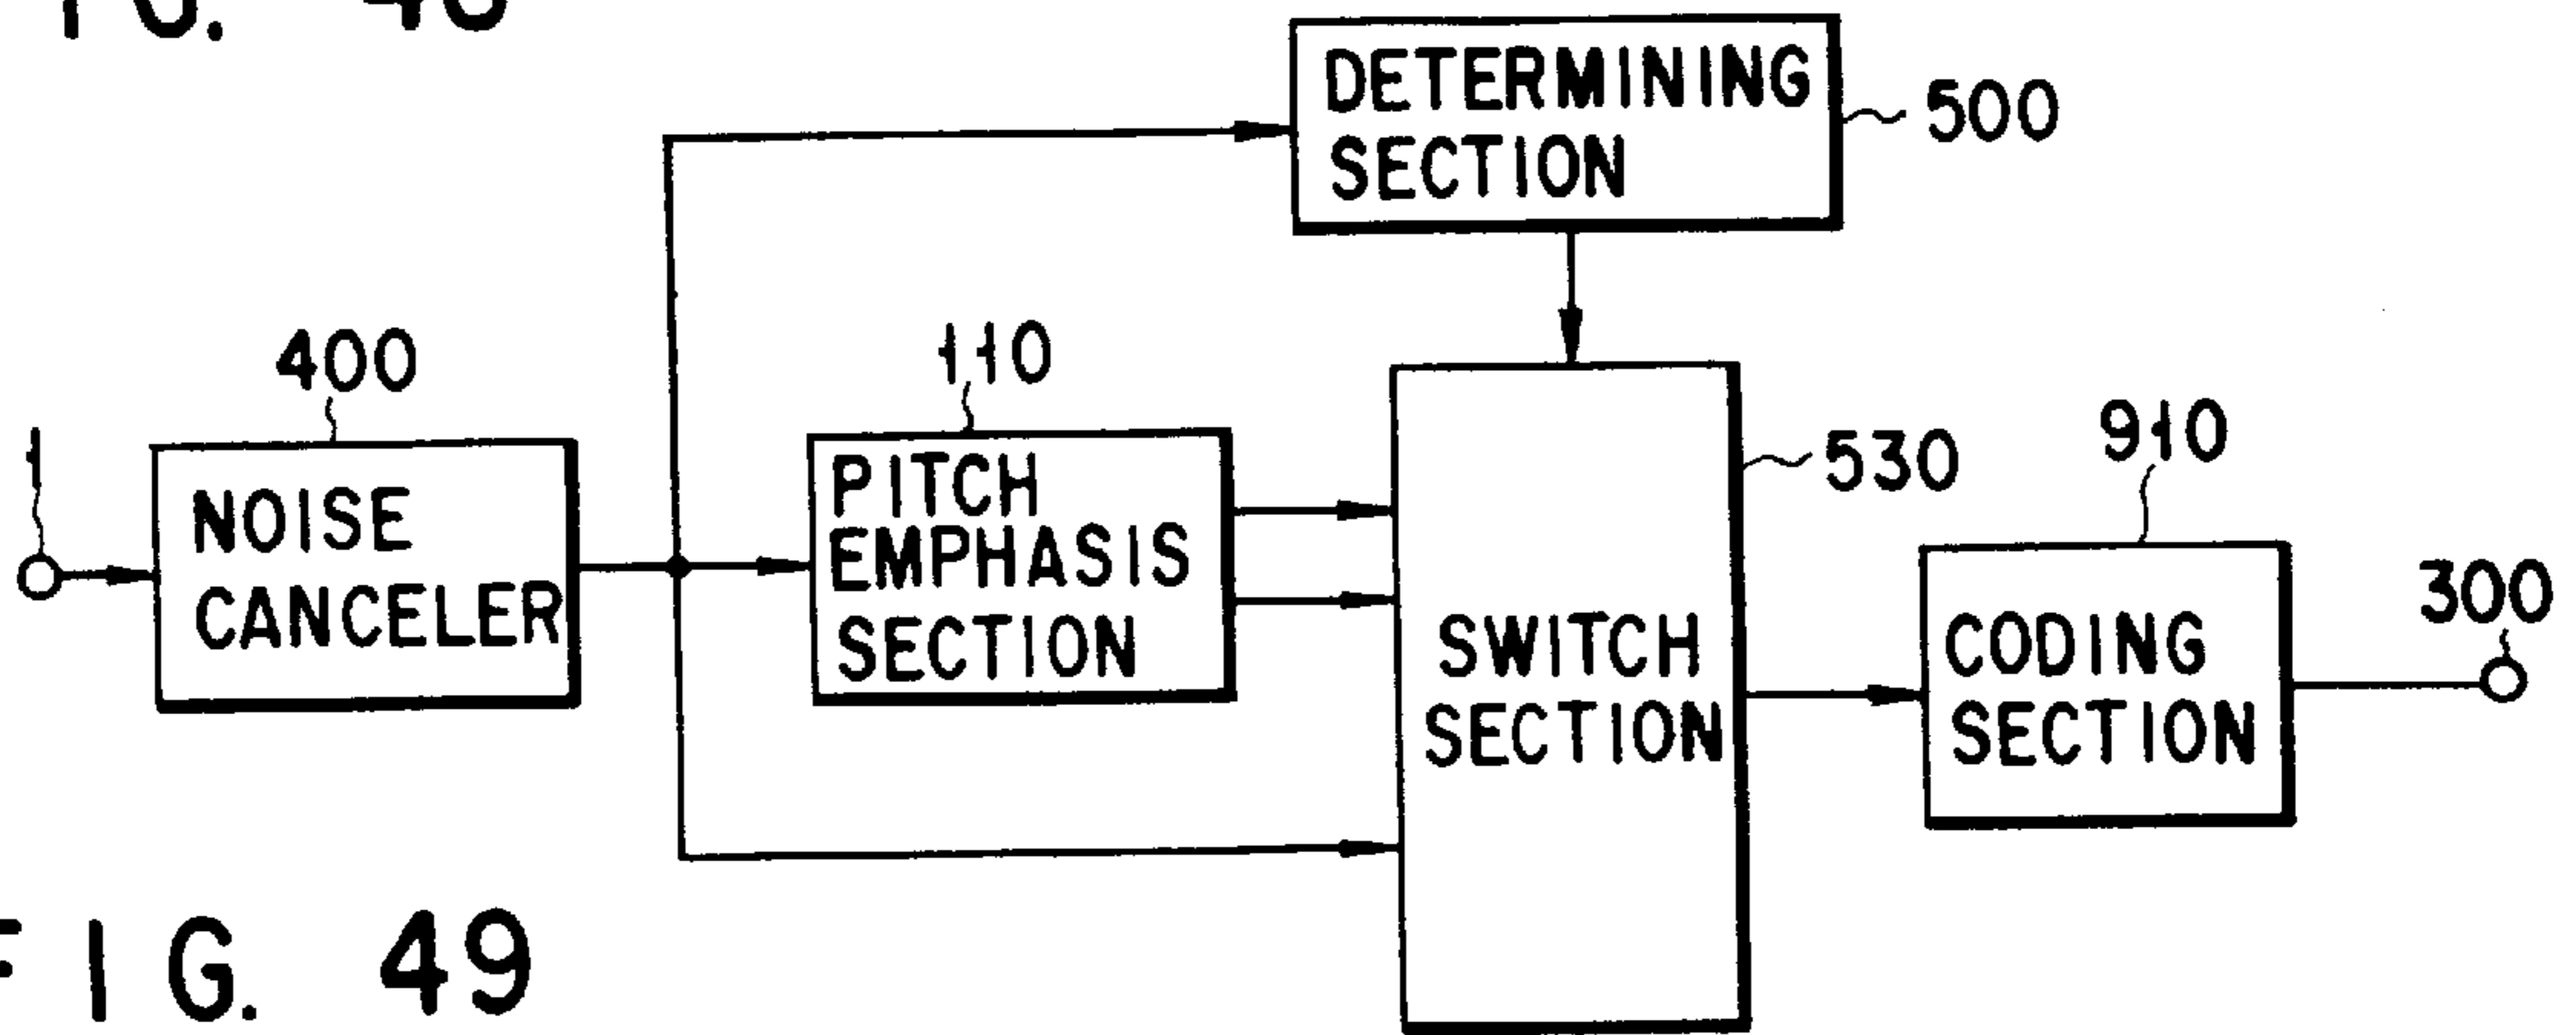 DETERMINING
SECTION
500
400
110
1
NOISE
CANCELER
PITCH
EMPHASIS
SECTION
530
910
300
SWITCH
SECTION
CODING
SECTION
FIG. 49